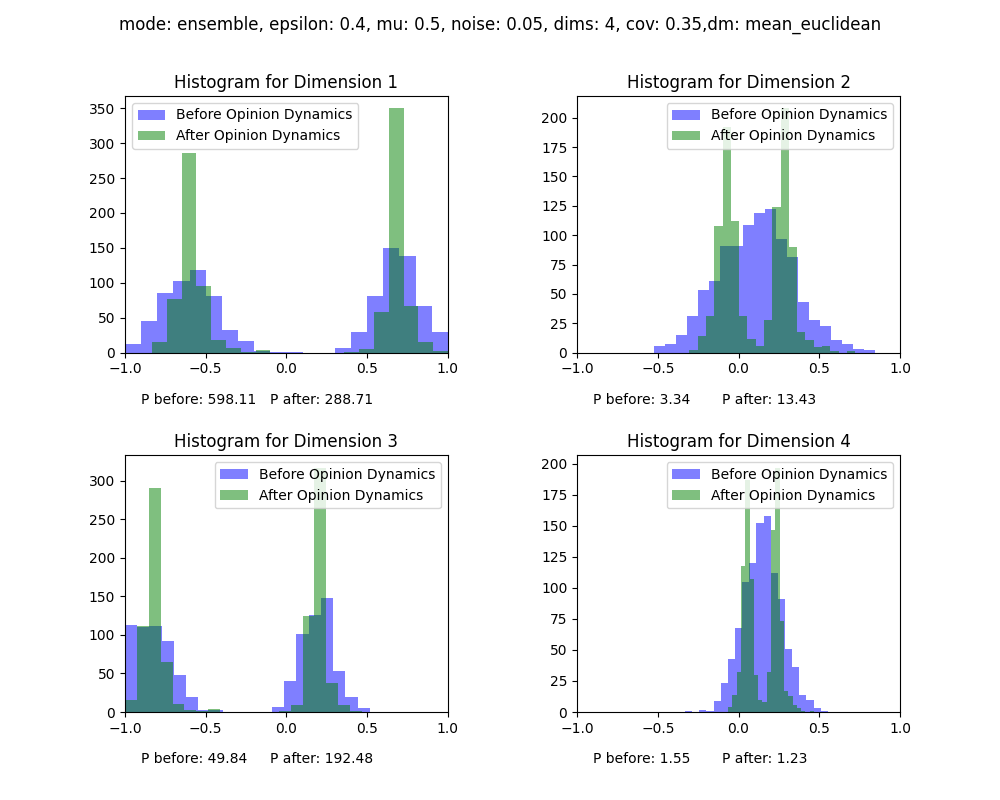 mode: ensemble, epsilon: 0.4, mu: 0.5, noise: 0.05, dims: 4, cov: 0.35,dm: mean_euclidean
Histogram for Dimension 1
Before Opinion Dynamics
After Opinion Dynamics
350
300
250
200
150
100
50
0
−1.0 −0.5 0.0 0.5 1.0
P before: 598.11 P after: 288.71
Histogram for Dimension 2
Before Opinion Dynamics
After Opinion Dynamics
200
175
150
125
100
75
50
25
0
−1.0 −0.5 0.0 0.5 1.0
P before: 3.34 P after: 13.43
Histogram for Dimension 3
Before Opinion Dynamics
After Opinion Dynamics
300
250
200
150
100
50
0
−1.0 −0.5 0.0 0.5 1.0
P before: 49.84 P after: 192.48
Histogram for Dimension 4
Before Opinion Dynamics
After Opinion Dynamics
200
175
150
125
100
75
50
25
0
−1.0 −0.5 0.0 0.5 1.0
P before: 1.55 P after: 1.23